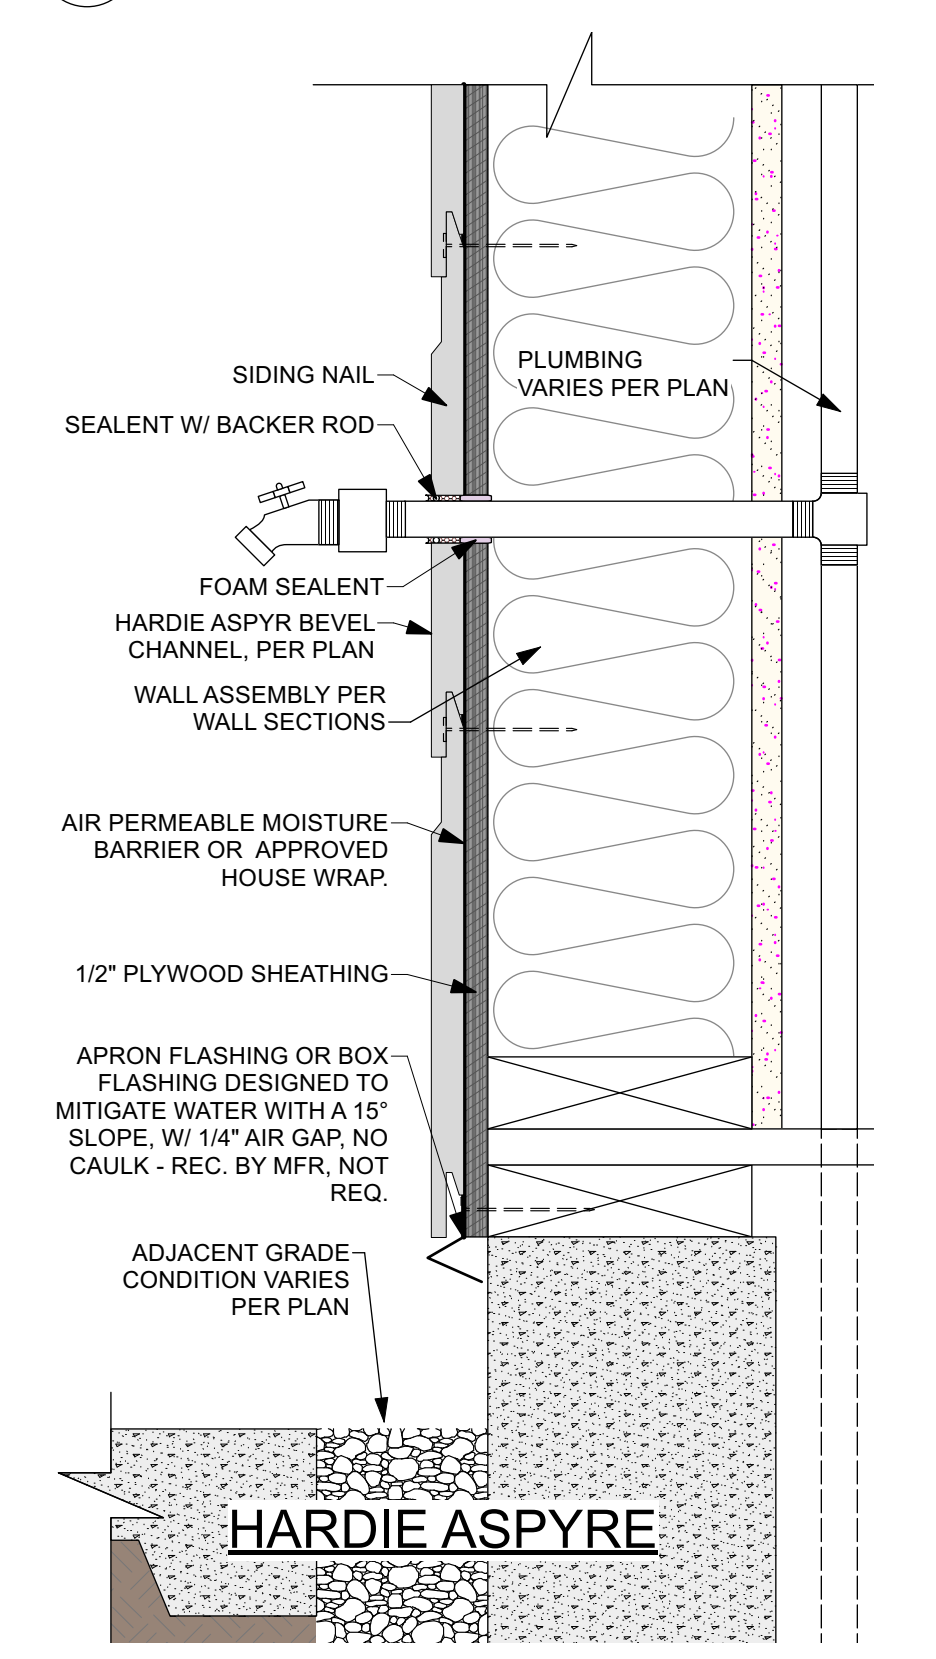 SIDING NAIL
SEALENT W/ BACKER ROD
PLUMBING
VARIES PER PLAN
FOAM SEALENT
HARDIE ASPYR BEVEL
CHANNEL, PER PLAN
WALL ASSEMBLY PER
WALL SECTIONS
AIR PERMEABLE MOISTURE
BARRIER OR APPROVED
HOUSE WRAP.
1/2" PLYWOOD SHEATHING
APRON FLASHING OR BOX
FLASHING DESIGNED TO
MITIGATE WATER WITH A 15°
SLOPE, W/ 1/4" AIR GAP, NO
CAULK - REC. BY MFR, NOT
REQ.
ADJACENT GRADE
CONDITION VARIES
PER PLAN
HARDIE ASPYRE